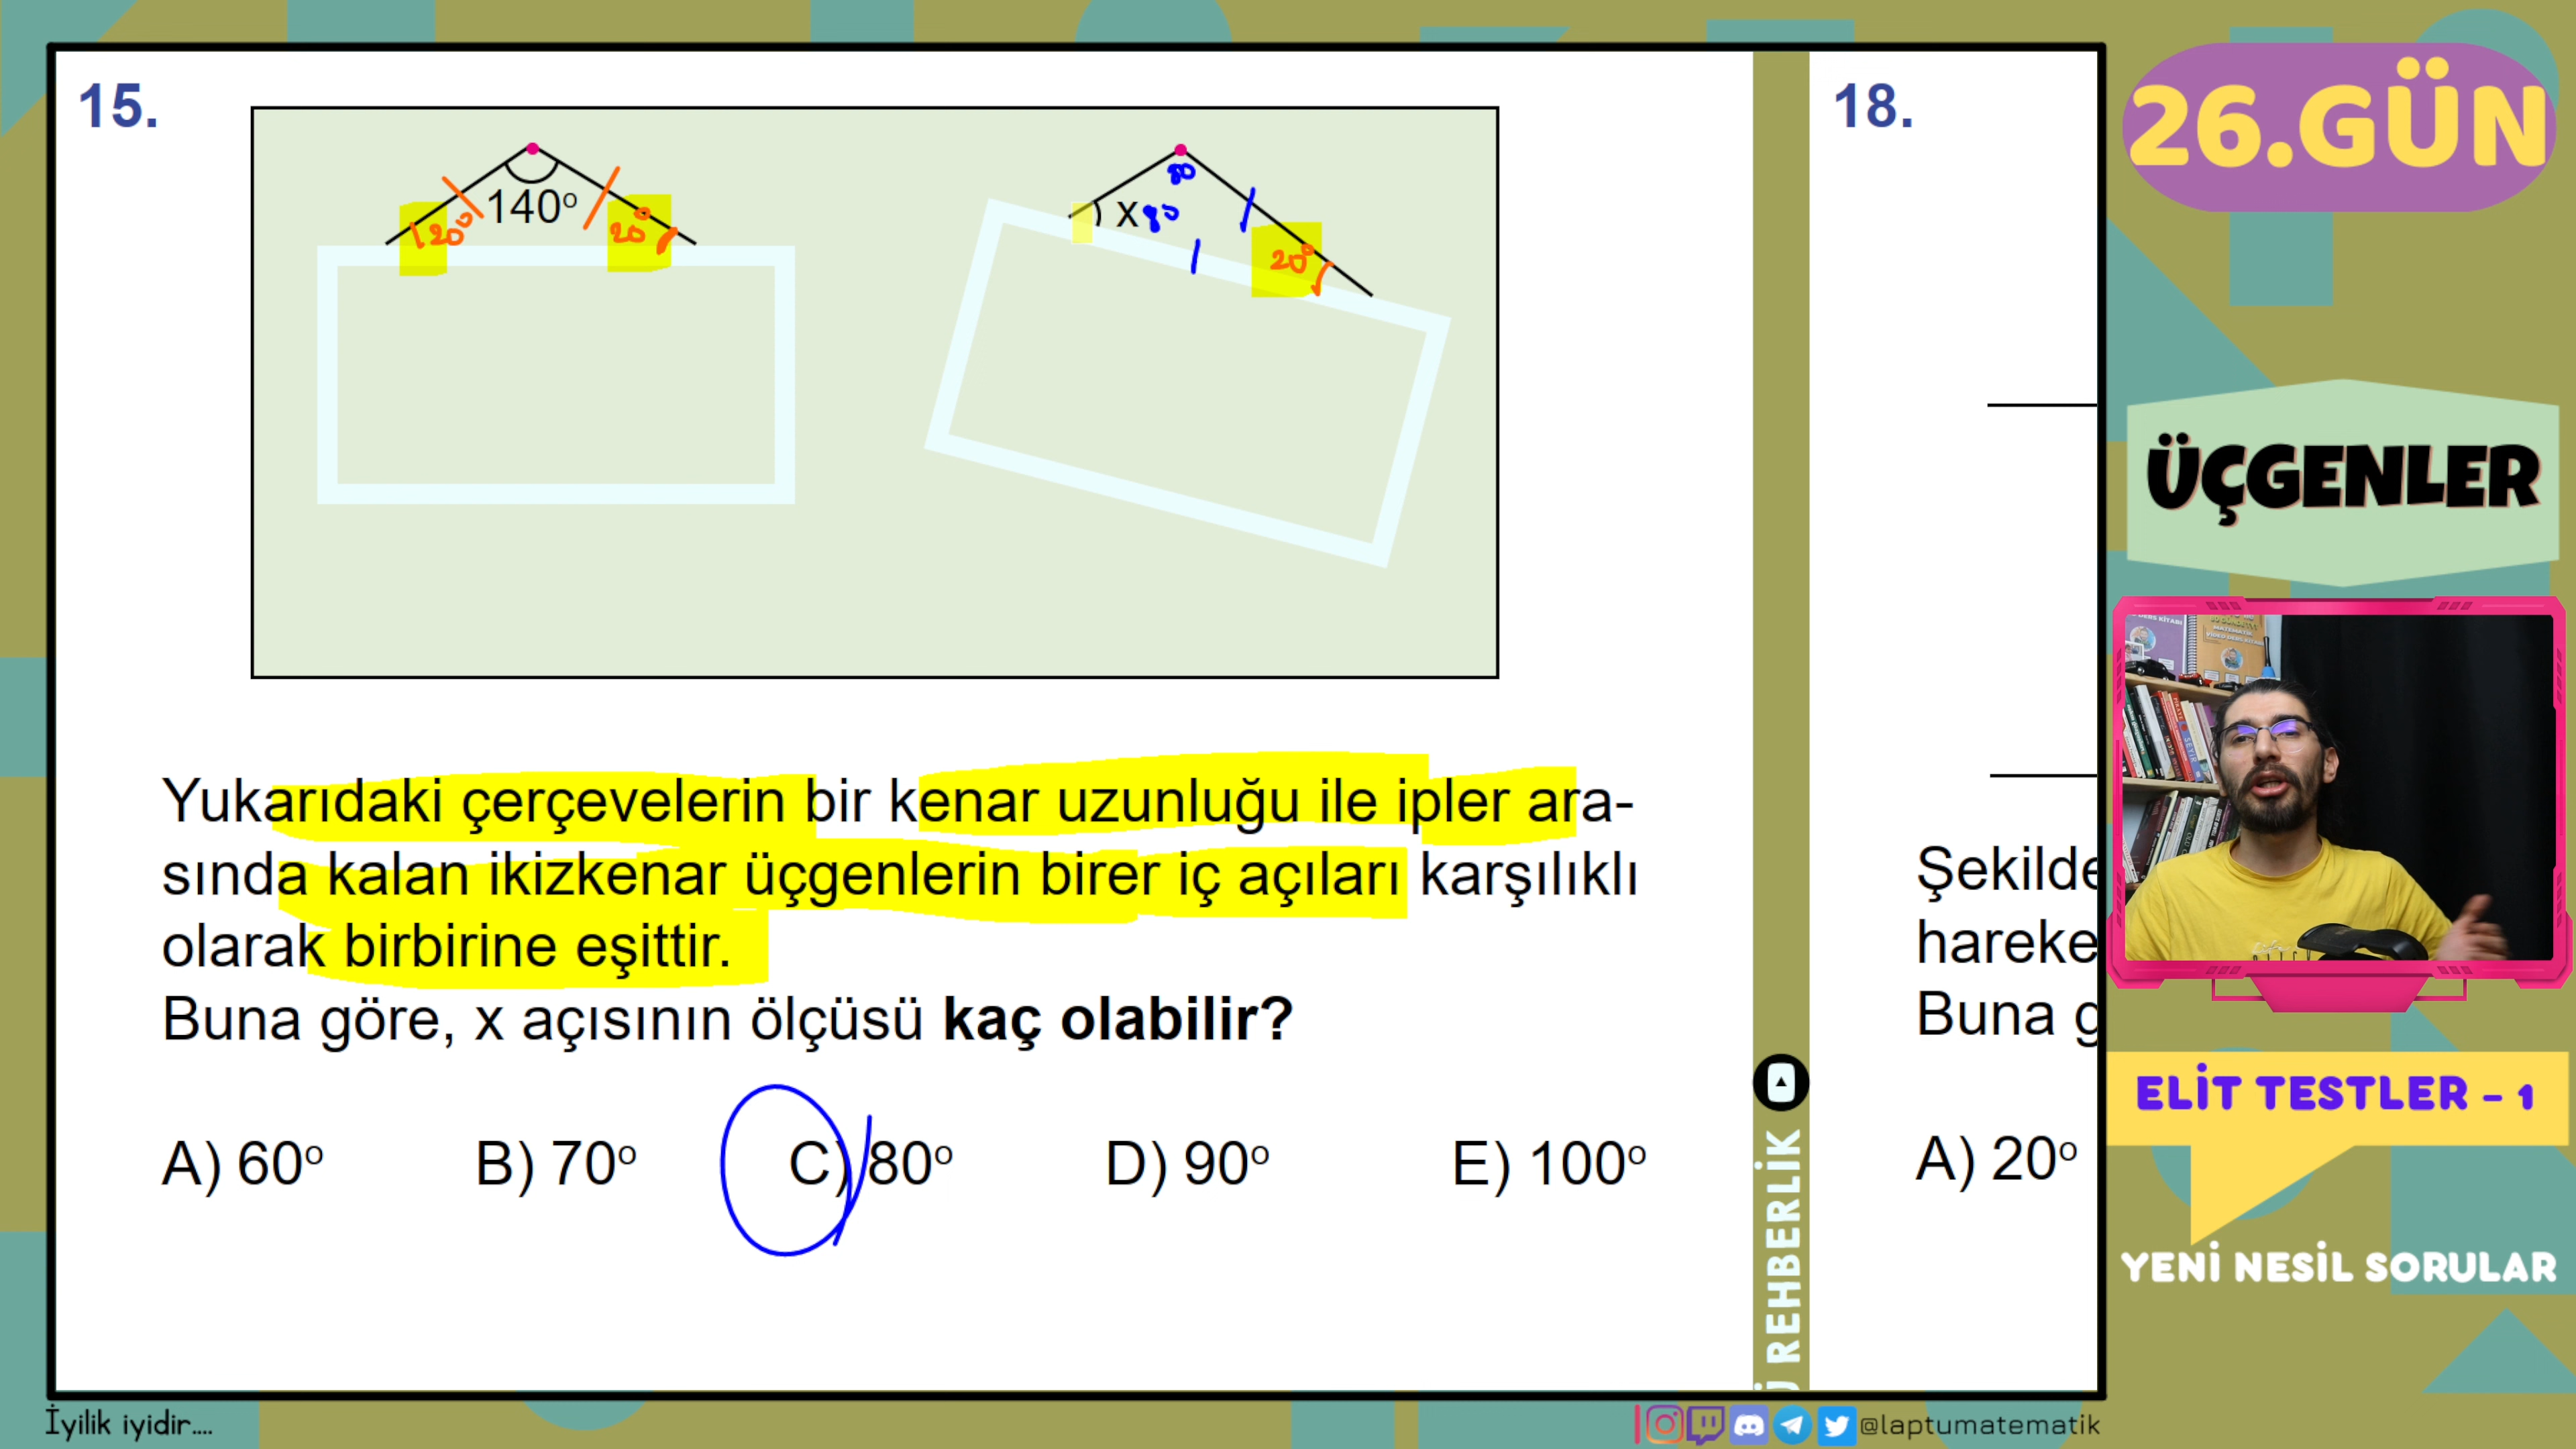 15.
140°
20°
20°
80
x 80
20°
Yukarıdaki çerçevelerin bir kenar uzunluğu ile ipler ara-
sında kalan ikizkenar üçgenlerin birer iç açıları karşılıklı
olarak birbirine eşittir.
Buna göre, x açısının ölçüsü kaç olabilir?
A) 60° B) 70° C) 80° D) 90° E) 100°
REHBERLİK
18.
Şekilde
hareke
Buna g
A) 20°
26.GÜN
ÜÇGENLER
ELİT TESTLER - 1
YENİ NESİL SORULAR
İyilik iyidir....
@laptumatematik